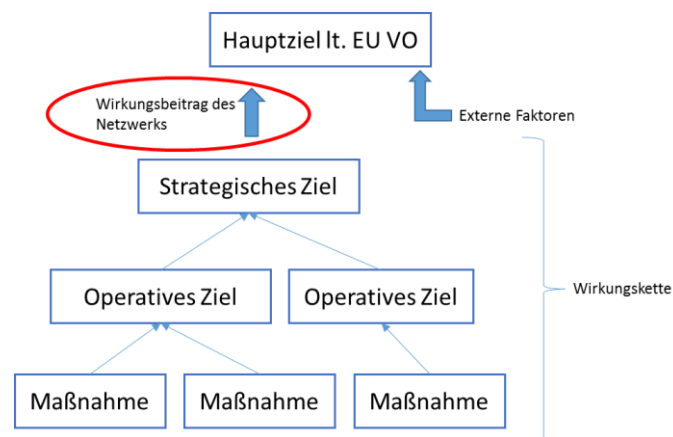 Hauptziel lt. EU VO
Wirkungsbeitrag des
Netzwerks
Externe Faktoren
Strategisches Ziel
Operatives Ziel
Operatives Ziel
Wirkungskette
Maßnahme
Maßnahme
Maßnahme